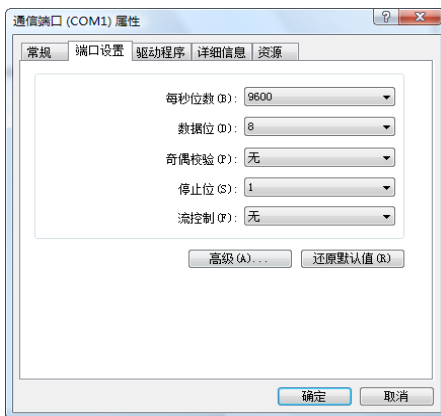 通信端口 (COM1) 属性
常规 端口设置 驱动程序 详细信息 资源
每秒位数(B): 9600
数据位(D): 8
奇偶校验(P): 无
停止位(S): 1
流控制(F): 无
高级(A)... 还原默认值(R)
确定 取消